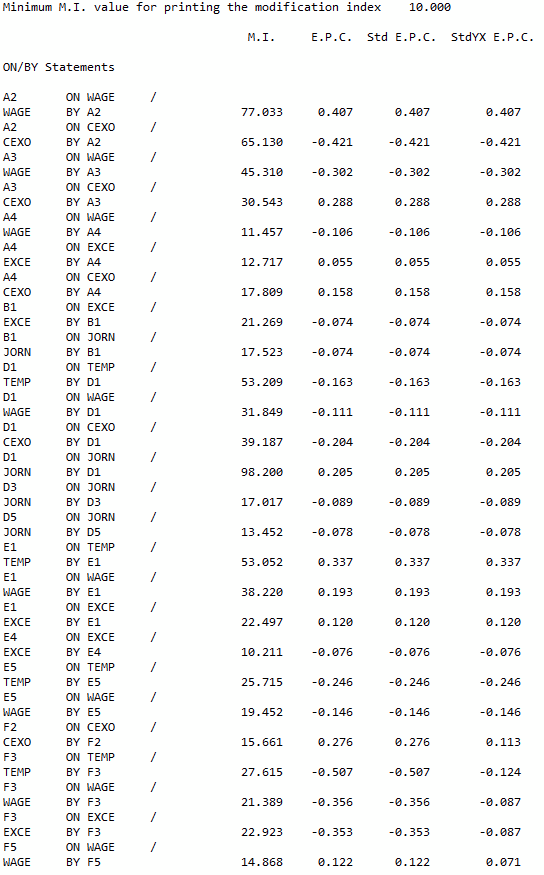 Minimum M.I. value for printing the modification index    10.000
M.I.     E.P.C.  Std E.P.C.  StdYX E.P.C.
ON/BY Statements
A2       ON WAGE     /
WAGE     BY A2                    77.033     0.407      0.407        0.407
A2       ON CEXO     /
CEXO     BY A2                    65.130    -0.421     -0.421       -0.421
A3       ON WAGE     /
WAGE     BY A3                    45.310    -0.302     -0.302       -0.302
A3       ON CEXO     /
CEXO     BY A3                    30.543     0.288      0.288        0.288
A4       ON WAGE     /
WAGE     BY A4                    11.457    -0.106     -0.106       -0.106
A4       ON EXCE     /
EXCE     BY A4                    12.717     0.055      0.055        0.055
A4       ON CEXO     /
CEXO     BY A4                    17.809     0.158      0.158        0.158
B1       ON EXCE     /
EXCE     BY B1                    21.269    -0.074     -0.074       -0.074
B1       ON JORN     /
JORN     BY B1                    17.523    -0.074     -0.074       -0.074
D1       ON TEMP     /
TEMP     BY D1                    53.209    -0.163     -0.163       -0.163
D1       ON WAGE     /
WAGE     BY D1                    31.849    -0.111     -0.111       -0.111
D1       ON CEXO     /
CEXO     BY D1                    39.187    -0.204     -0.204       -0.204
D1       ON JORN     /
JORN     BY D1                    98.200     0.205      0.205        0.205
D3       ON JORN     /
JORN     BY D3                    17.017    -0.089     -0.089       -0.089
D5       ON JORN     /
JORN     BY D5                    13.452    -0.078     -0.078       -0.078
E1       ON TEMP     /
TEMP     BY E1                    53.052     0.337      0.337        0.337
E1       ON WAGE     /
WAGE     BY E1                    38.220     0.193      0.193        0.193
E1       ON EXCE     /
EXCE     BY E1                    22.497     0.120      0.120        0.120
E4       ON EXCE     /
EXCE     BY E4                    10.211    -0.076     -0.076       -0.076
E5       ON TEMP     /
TEMP     BY E5                    25.715    -0.246     -0.246       -0.246
E5       ON WAGE     /
WAGE     BY E5                    19.452    -0.146     -0.146       -0.146
F2       ON CEXO     /
CEXO     BY F2                    15.661     0.276      0.276        0.113
F3       ON TEMP     /
TEMP     BY F3                    27.615    -0.507     -0.507       -0.124
F3       ON WAGE     /
WAGE     BY F3                    21.389    -0.356     -0.356       -0.087
F3       ON EXCE     /
EXCE     BY F3                    22.923    -0.353     -0.353       -0.087
F5       ON WAGE     /
WAGE     BY F5                    14.868     0.122      0.122        0.071